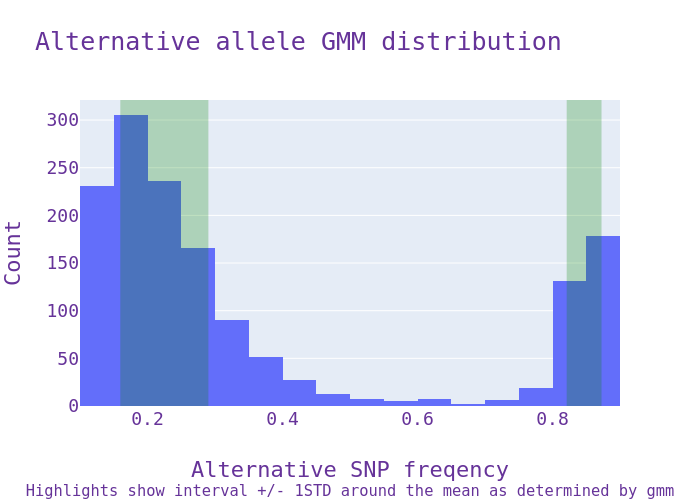 Alternative allele GMM distribution
300
250
200
150
100
50
0
Count
0.2
0.4
0.6
0.8
Alternative SNP freqency
Highlights show interval +/- 1STD around the mean as determined by gmm